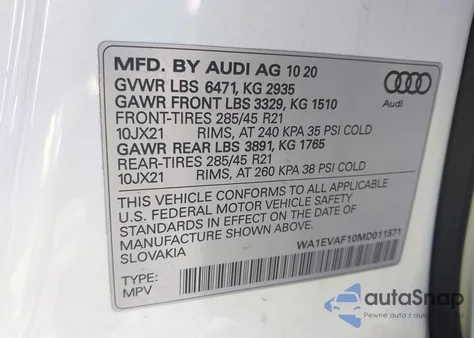 MFD. BY AUDI AG 10 20
GVWR LBS 6471, KG 2935
GAWR FRONT LBS 3329, KG 1510
FRONT-TIRES 285/45 R21
10JX21 RIMS, AT 240 KPA 35 PSI COLD
GAWR REAR LBS 3891, KG 1765
REAR-TIRES 285/45 R21
10JX21 RIMS, AT 260 KPA 38 PSI COLD
THIS VEHICLE CONFORMS TO ALL APPLICABLE
U.S. FEDERAL MOTOR VEHICLE SAFETY
STANDARDS IN EFFECT ON THE DATE OF
MANUFACTURE SHOWN ABOVE.
SLOVAKIA
WA1EVAF10MD011571
TYPE:
MPV
Audi
autoSnap
Pewne auto z